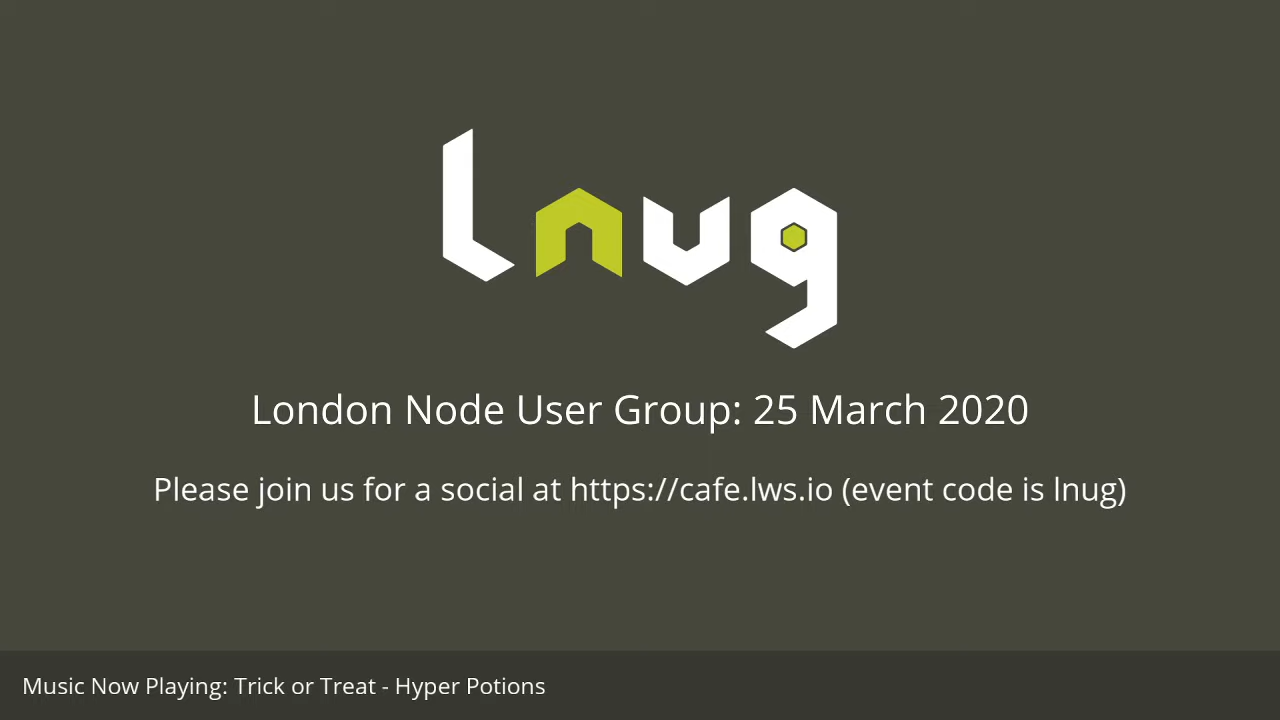 lnug
London Node User Group: 25 March 2020
Please join us for a social at https://cafe.lws.io (event code is lnug)
Music Now Playing: Trick or Treat - Hyper Potions